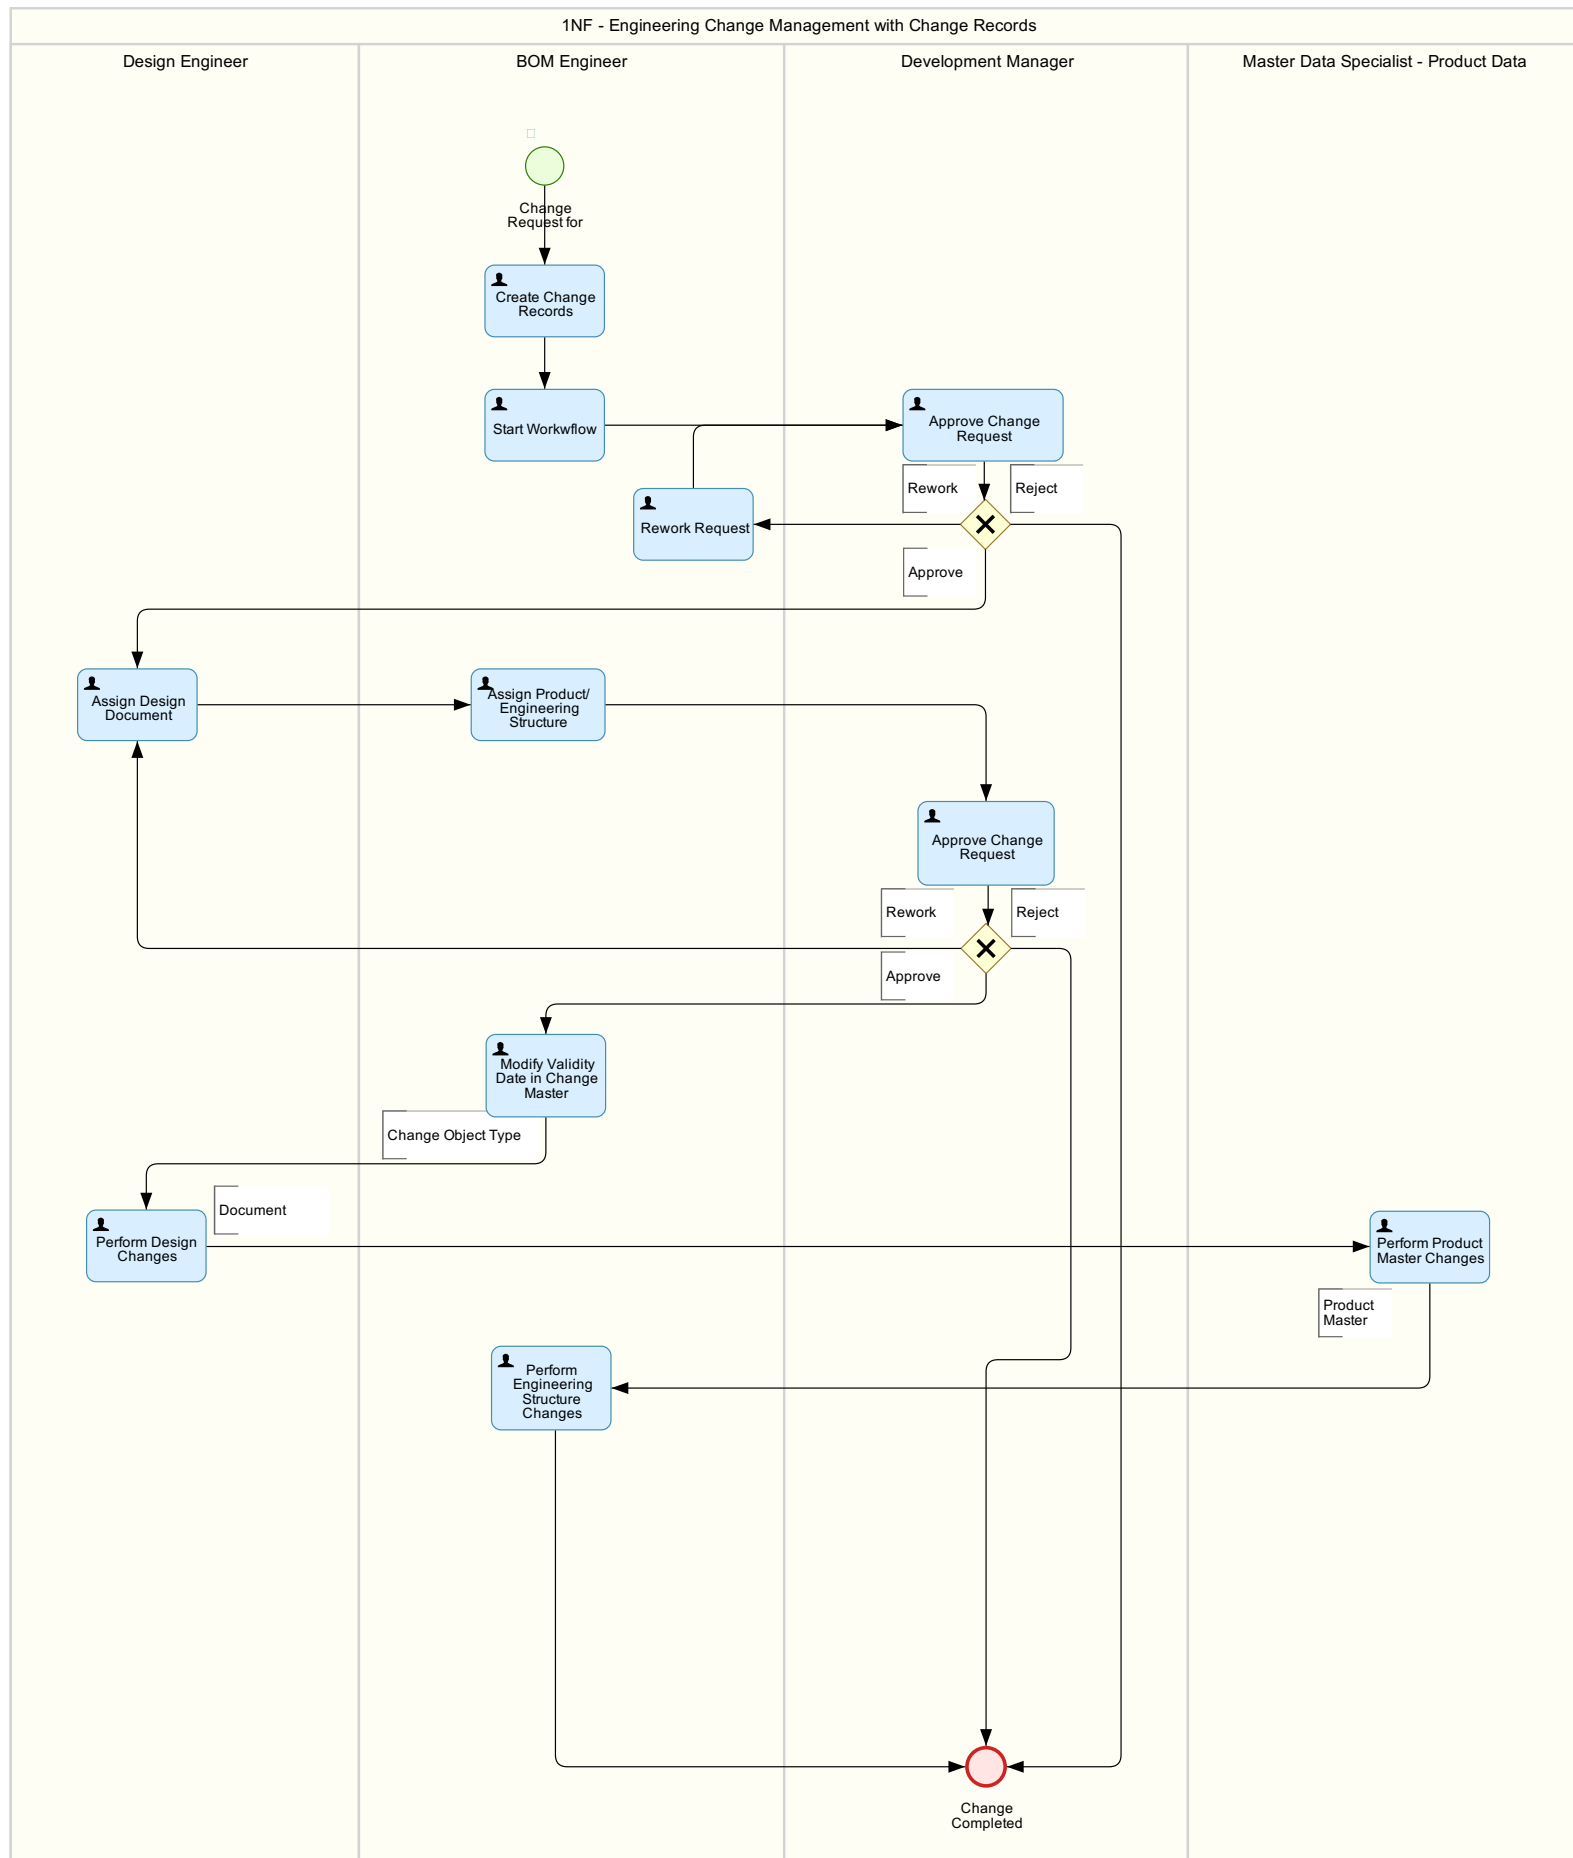 1NF - Engineering Change Management with Change Records
Design Engineer
BOM Engineer
Development Manager
Master Data Specialist - Product Data
Change
Request for
Create Change
Records
Start Workwflow
Approve Change
Request
Rework
Reject
Rework Request
Approve
Assign Design
Document
Assign Product/
Engineering
Structure
Approve Change
Request
Rework
Reject
Approve
Modify Validity
Date in Change
Master
Change Object Type
Document
Perform Design
Changes
Perform Product
Master Changes
Product
Master
Perform
Engineering
Structure
Changes
Change
Completed